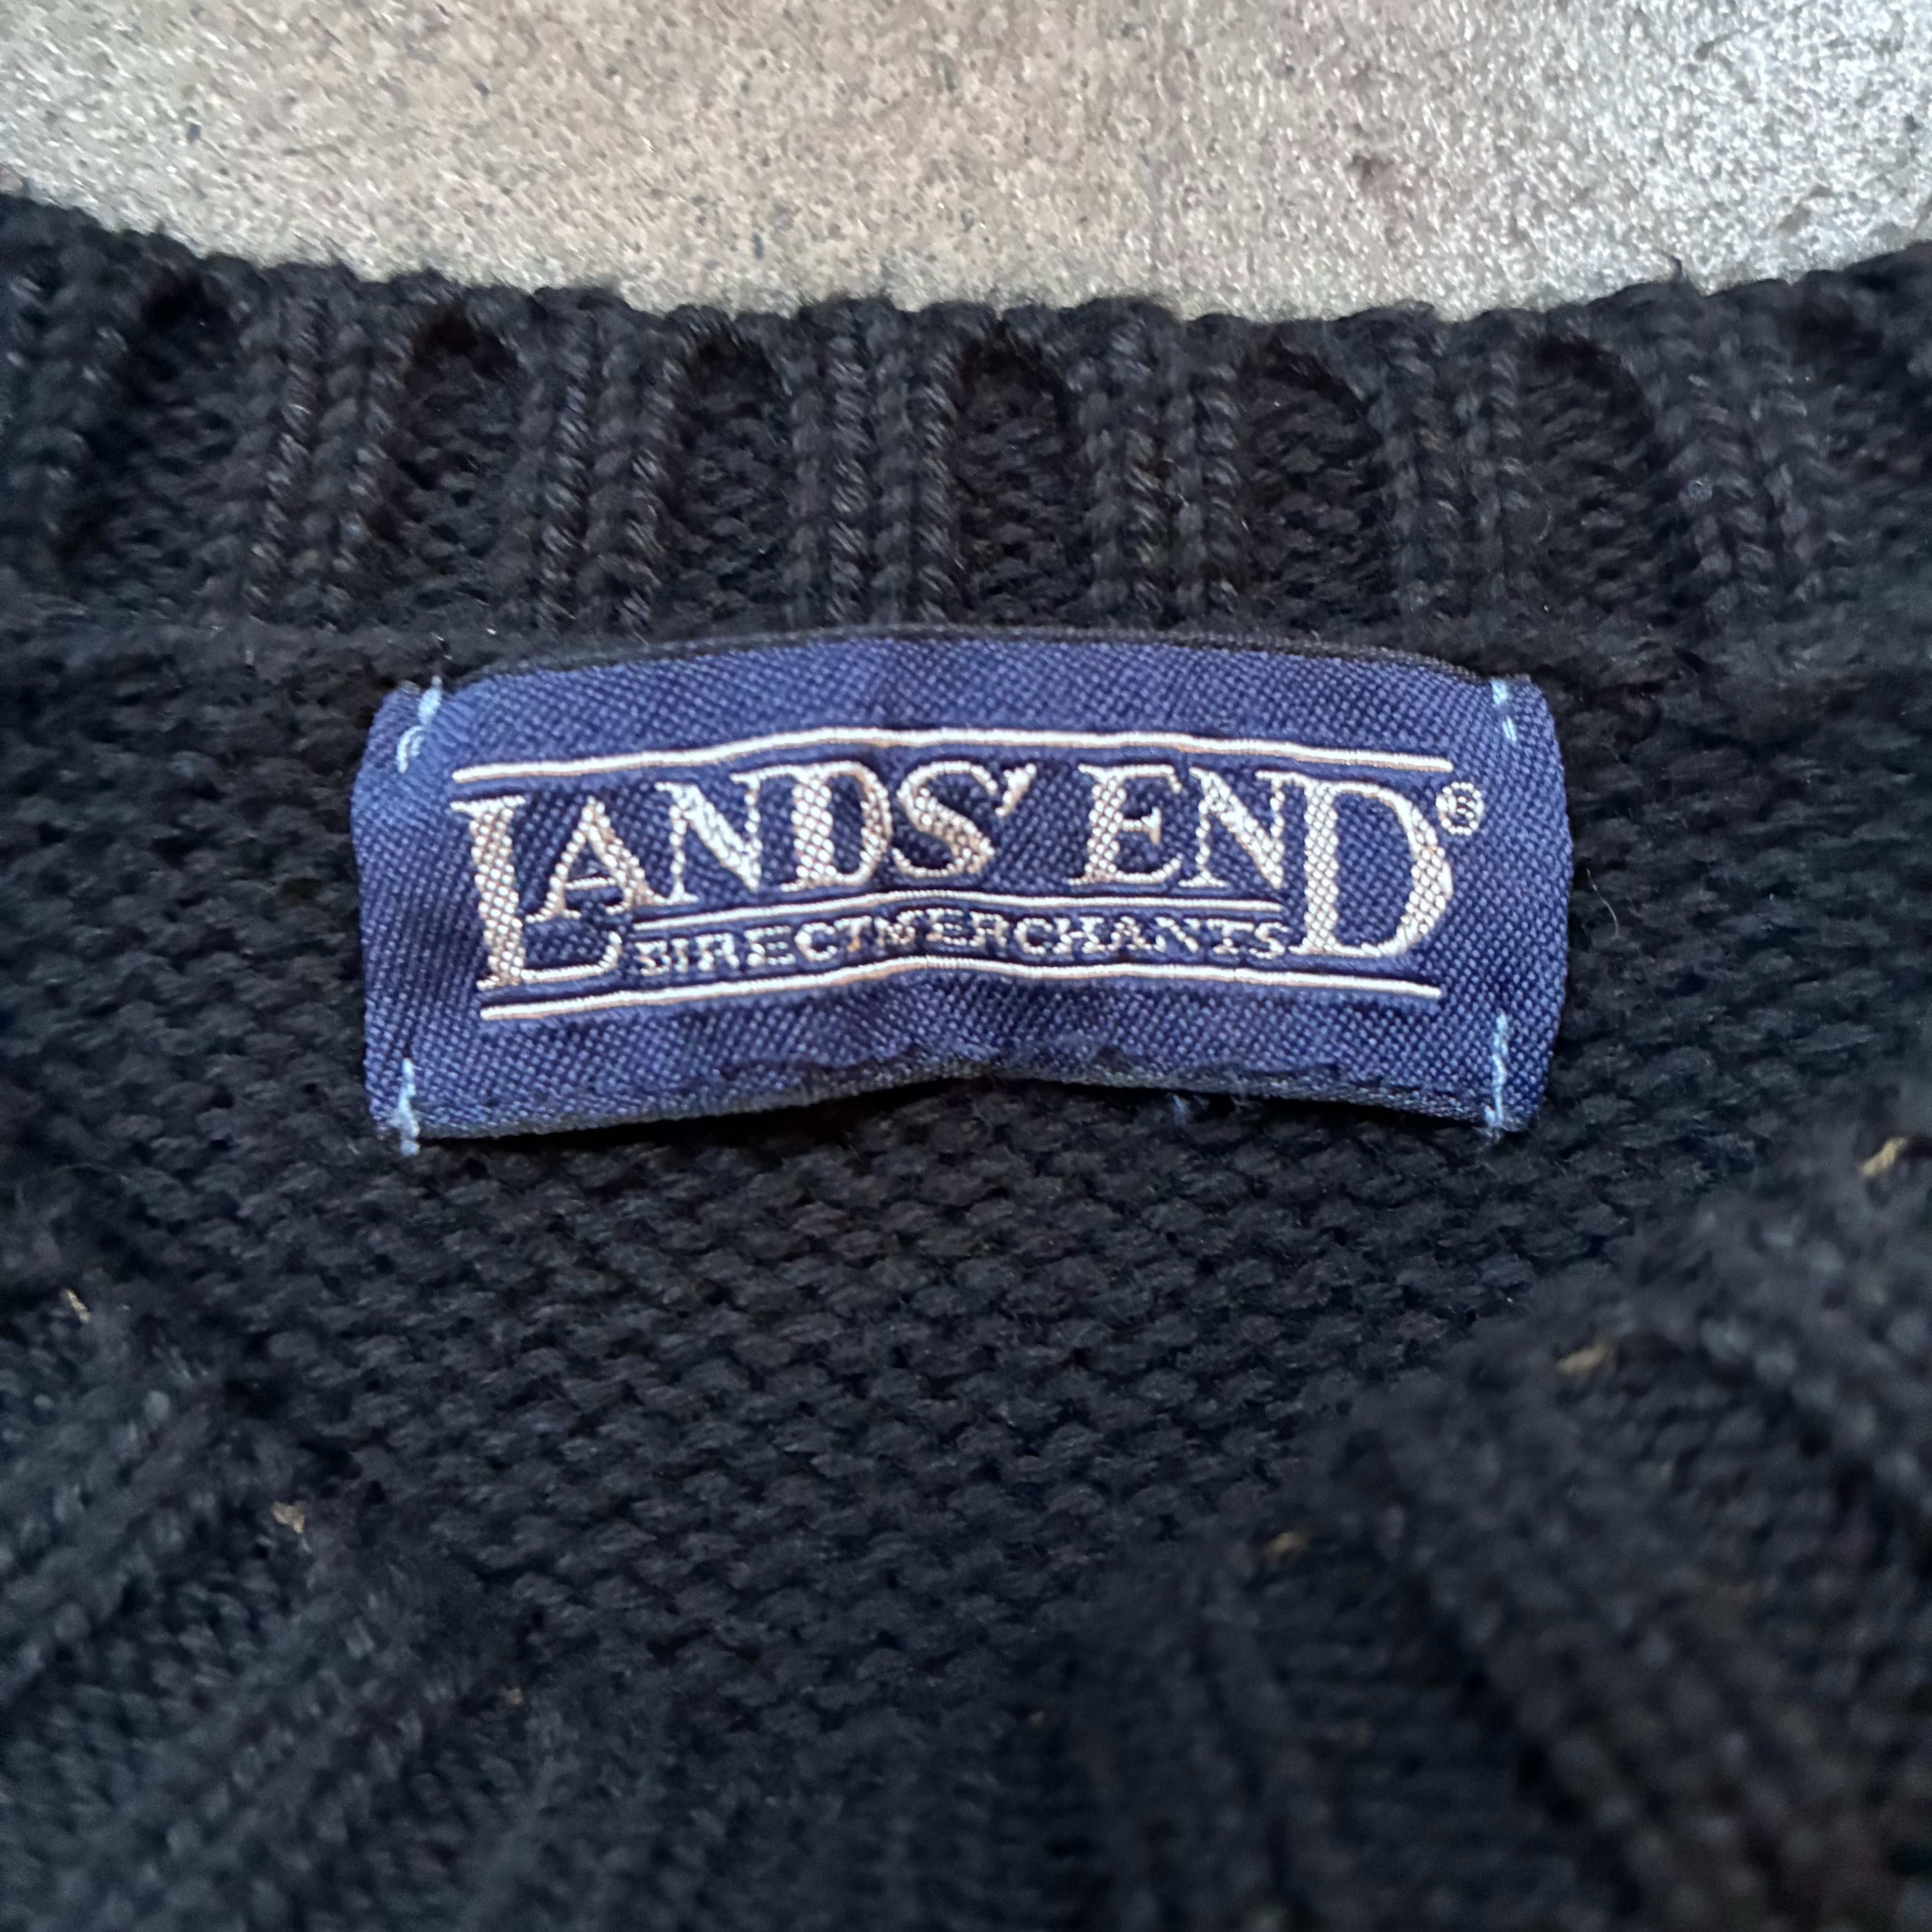 LANDS' END®
DIRECT MERCHANTS